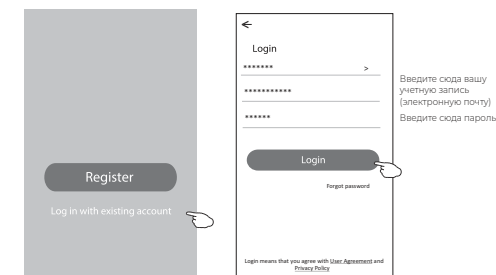 Register
Log in with existing account
Login
******* >
***********
******
Login
Forgot password
Login means that you agree with User Agreement and
Privacy Policy
Введите сюда вашу
учетную запись
(электронную почту)
Введите сюда пароль